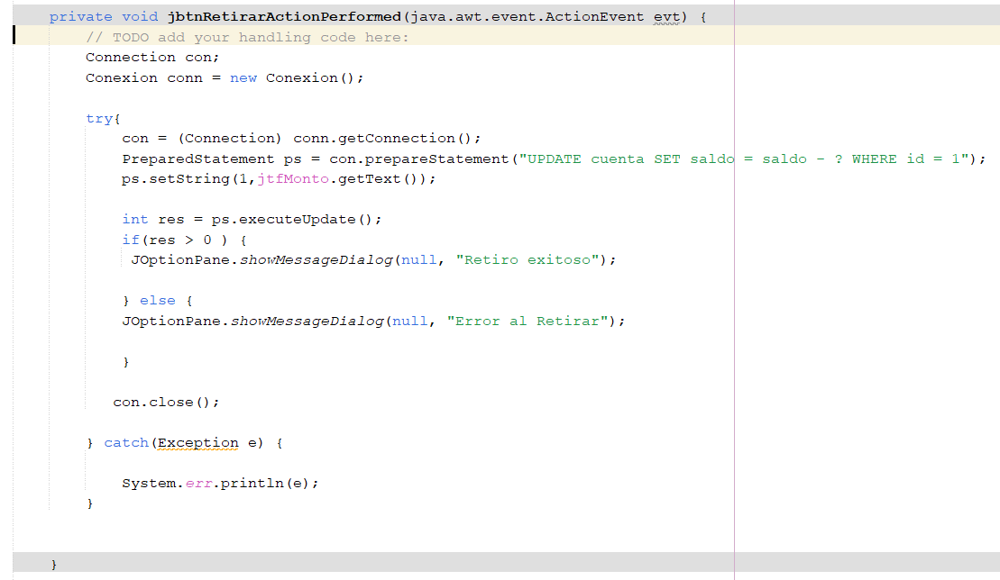 private void jbtnRetirarActionPerformed(java.awt.event.ActionEvent evt) {
// TODO add your handling code here:
Connection con;
Conexion conn = new Conexion();
try{
con = (Connection) conn.getConnection();
PreparedStatement ps = con.prepareStatement("UPDATE cuenta SET saldo = saldo - ? WHERE id = 1");
ps.setString(1,jtfMonto.getText());
int res = ps.executeUpdate();
if(res > 0 ) {
JOptionPane.showMessageDialog(null, "Retiro exitoso");
} else {
JOptionPane.showMessageDialog(null, "Error al Retirar");
}
con.close();
} catch(Exception e) {
System.err.println(e);
}
}